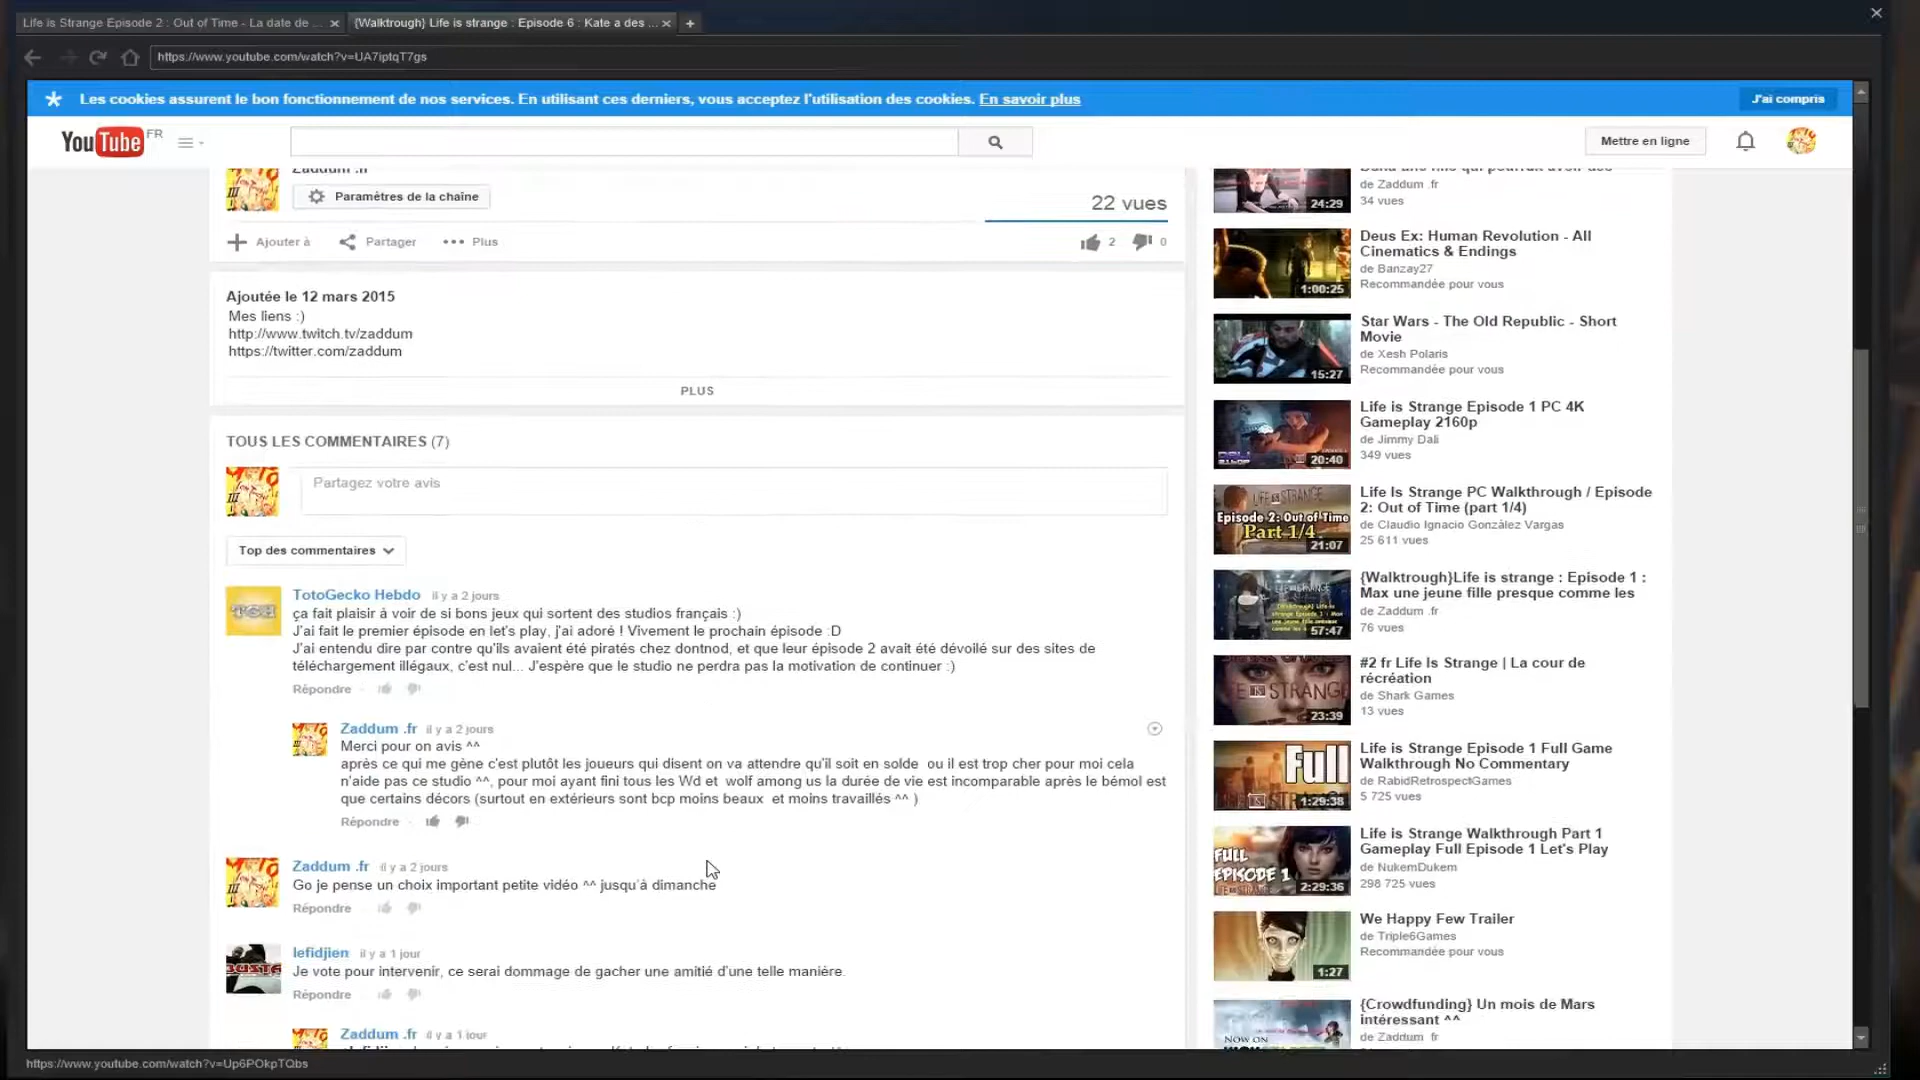 Life is Strange Episode 2 : Out of Time - La date de ...
{Walktrough} Life is strange : Episode 6 : Kate a des ...
https://www.youtube.com/watch?v=UA7iptqT7gs
Les cookies assurent le bon fonctionnement de nos services. En utilisant ces derniers, vous acceptez l'utilisation des cookies. En savoir plus
J'ai compris
YouTube FR
Mettre en ligne
Zaddum .fr
Paramètres de la chaîne
22 vues
Ajouter à
Partager
Plus
2
0
Ajoutée le 12 mars 2015
Mes liens :)
http://www.twitch.tv/zaddum
https://twitter.com/zaddum
PLUS
TOUS LES COMMENTAIRES (7)
Partagez votre avis
Top des commentaires
TGH
TotoGecko Hebdo il y a 2 jours
ça fait plaisir à voir de si bons jeux qui sortent des studios français :)
J'ai fait le premier épisode en let's play, j'ai adoré ! Vivement le prochain épisode :D
J'ai entendu dire par contre qu'ils avaient été piratés chez dontnod, et que leur épisode 2 avait été dévoilé sur des sites de
téléchargement illégaux, c'est nul... J'espère que le studio ne perdra pas la motivation de continuer :)
Répondre
Zaddum .fr il y a 2 jours
Merci pour on avis ^^
après ce qui me gène c'est plutôt les joueurs qui disent on va attendre qu'il soit en solde ou il est trop cher pour moi cela
n'aide pas ce studio ^^, pour moi ayant fini tous les Wd et wolf among us la durée de vie est incomparable après le bémol est
que certains décors (surtout en extérieurs sont bcp moins beaux et moins travaillés ^^ )
Répondre
Zaddum .fr il y a 2 jours
Go je pense un choix important petite vidéo ^^ jusqu'à dimanche
Répondre
lefidjien il y a 1 jour
Je vote pour intervenir, ce serai dommage de gacher une amitié d'une telle manière.
Répondre
Zaddum .fr il y a 1 jour
24:29
de Zaddum .fr
34 vues
1:00:25
Deus Ex: Human Revolution - All
Cinematics & Endings
de Banzay27
Recommandée pour vous
15:27
Star Wars - The Old Republic - Short
Movie
de Xesh Polaris
Recommandée pour vous
20:40
Life is Strange Episode 1 PC 4K
Gameplay 2160p
de Jimmy Dali
349 vues
LIFE IS STRANGE
Episode 2: Out of Time
Part 1/4
21:07
Life Is Strange PC Walkthrough / Episode
2: Out of Time (part 1/4)
de Claudio Ignacio González Vargas
25 611 vues
57:47
{Walktrough}Life is strange : Episode 1 :
Max une jeune fille presque comme les
de Zaddum .fr
76 vues
23:39
#2 fr Life Is Strange | La cour de
récréation
de Shark Games
13 vues
Full
1:29:38
Life is Strange Episode 1 Full Game
Walkthrough No Commentary
de RabidRetrospectGames
5 725 vues
FULL
EPISODE 1
2:29:36
Life is Strange Walkthrough Part 1
Gameplay Full Episode 1 Let's Play
de NukemDukem
298 725 vues
1:27
We Happy Few Trailer
de Triple6Games
Recommandée pour vous
NOW ON
{Crowdfunding} Un mois de Mars
intéressant ^^
de Zaddum .fr
https://www.youtube.com/watch?v=Up6POkpTQbs